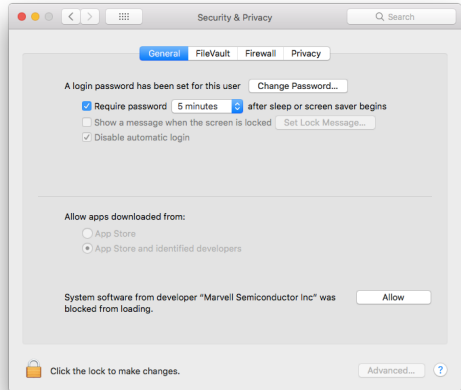 Security & Privacy
Search
General FileVault Firewall Privacy
A login password has been set for this user Change Password...
Require password 5 minutes after sleep or screen saver begins
Show a message when the screen is locked Set Lock Message...
Disable automatic login
Allow apps downloaded from:
App Store
App Store and identified developers
System software from developer “Marvell Semiconductor Inc” was Allow
blocked from loading.
Click the lock to make changes. Advanced... ?